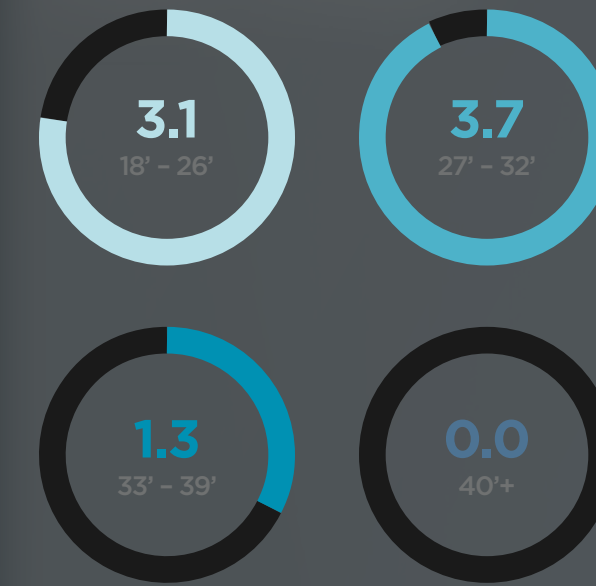 3.1
18’ – 26’
3.7
27’ – 32’
1.3
33’ – 39’
0.0
40’+